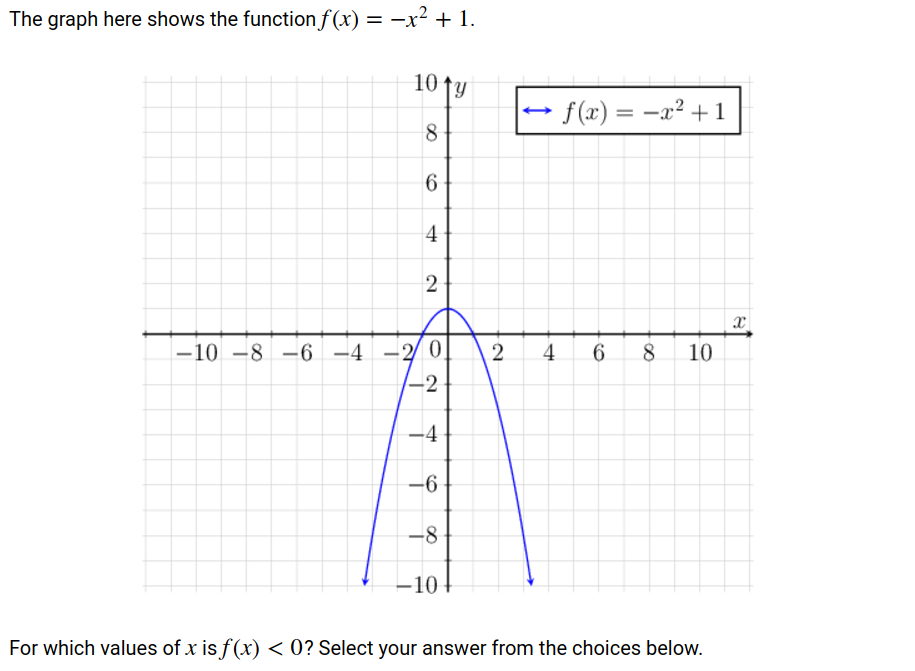 The graph here shows the function f(x) = −x² + 1.
10 y
f(x) = −x² + 1
8
6
4
2
x
−10 −8 −6 −4 −2 0 2 4 6 8 10
−2
−4
−6
−8
−10
For which values of x is f(x) < 0? Select your answer from the choices below.